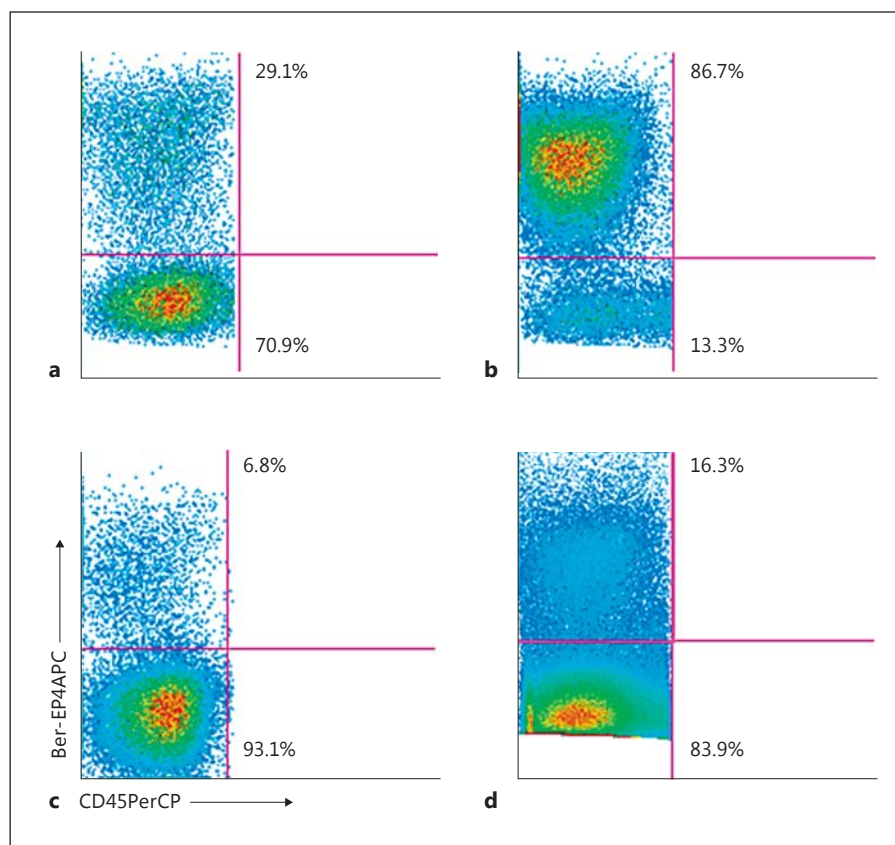 29.1%
86.7%
70.9%
13.3%
a
b
6.8%
16.3%
Ber-EP4APC
93.1%
83.9%
c CD45PerCP
d